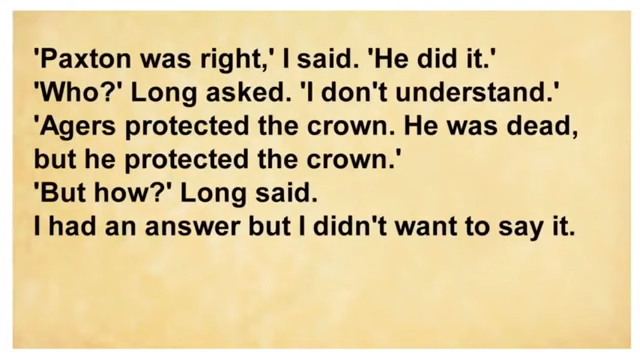 'Paxton was right,' I said. 'He did it.'
'Who?' Long asked. 'I don't understand.'
'Agers protected the crown. He was dead,
but he protected the crown.'
'But how?' Long said.
I had an answer but I didn't want to say it.